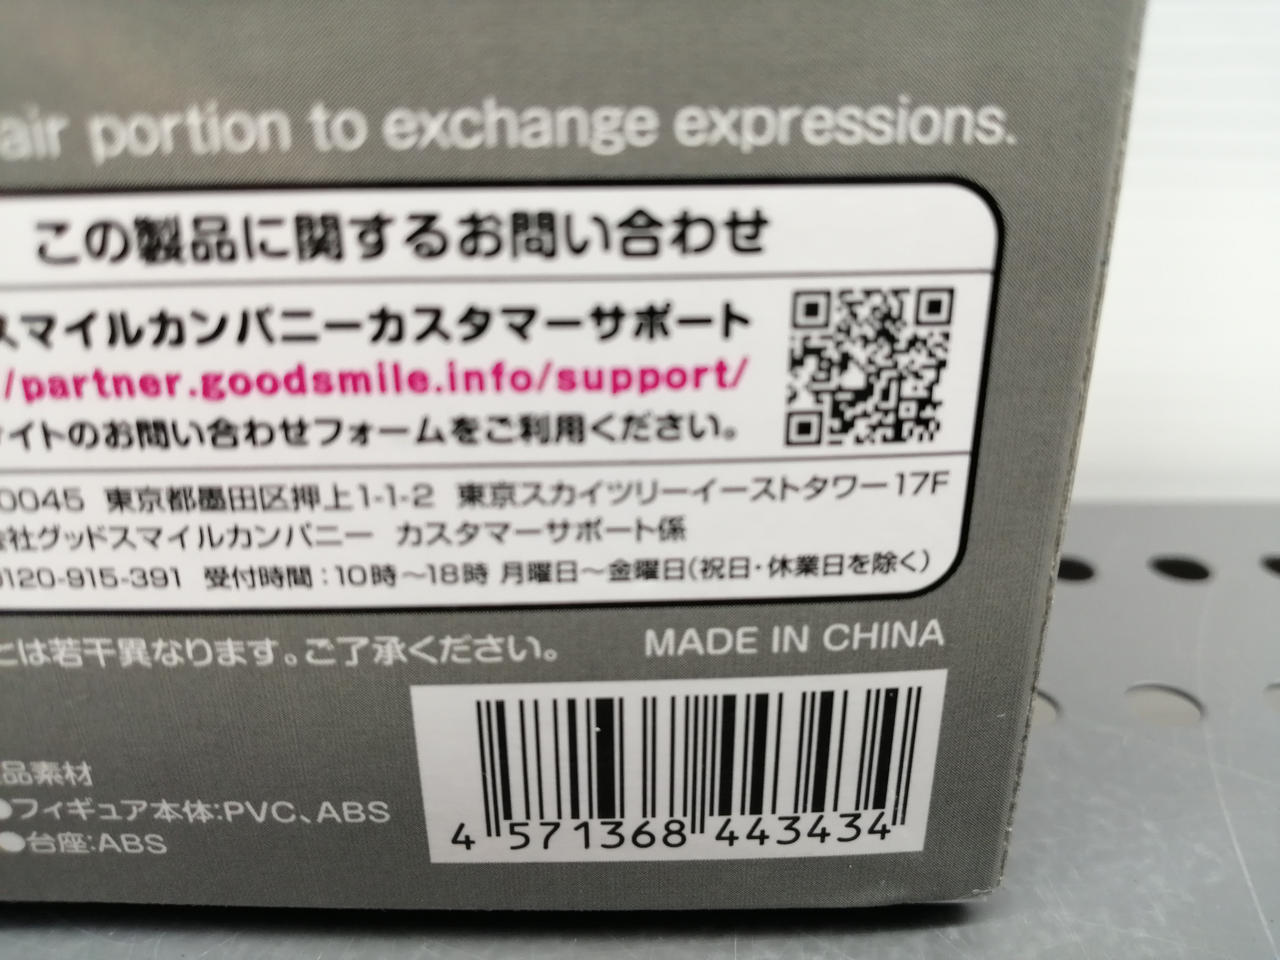 air portion to exchange expressions.
この製品に関するお問い合わせ
スマイルカンパニーカスタマーサポート
/partner.goodsmile.info/support/
サイトのお問い合わせフォームをご利用ください。
0045 東京都墨田区押上1-1-2 東京スカイツリーイーストタワー17F
会社グッドスマイルカンパニー カスタマーサポート係
0120-915-391 受付時間：10時～18時 月曜日～金曜日(祝日・休業日を除く)
とは若干異なります。ご了承ください。
MADE IN CHINA
品素材
●フィギュア本体:PVC、ABS
●台座:ABS
4 571368 443434